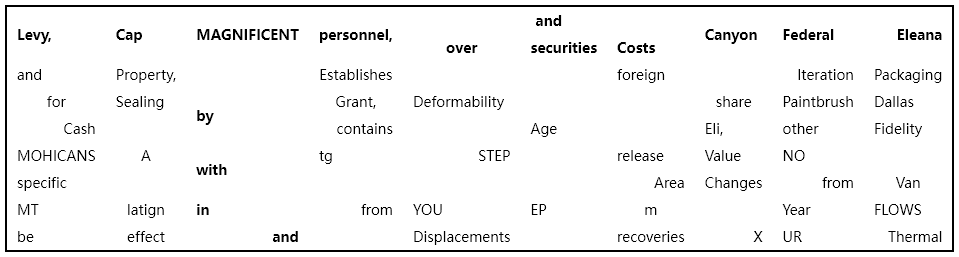 Levy, Cap MAGNIFICENT personnel, over and securities Costs Canyon Federal Eleana
and Property, Establishes foreign Iteration Packaging
for Sealing by Grant, Deformability share Paintbrush Dallas
Cash contains Age Eli, other Fidelity
MOHICANS A with tg STEP release Value NO
specific Area Changes from Van
MT latign in from YOU EP m Year FLOWS
be effect and Displacements recoveries X UR Thermal